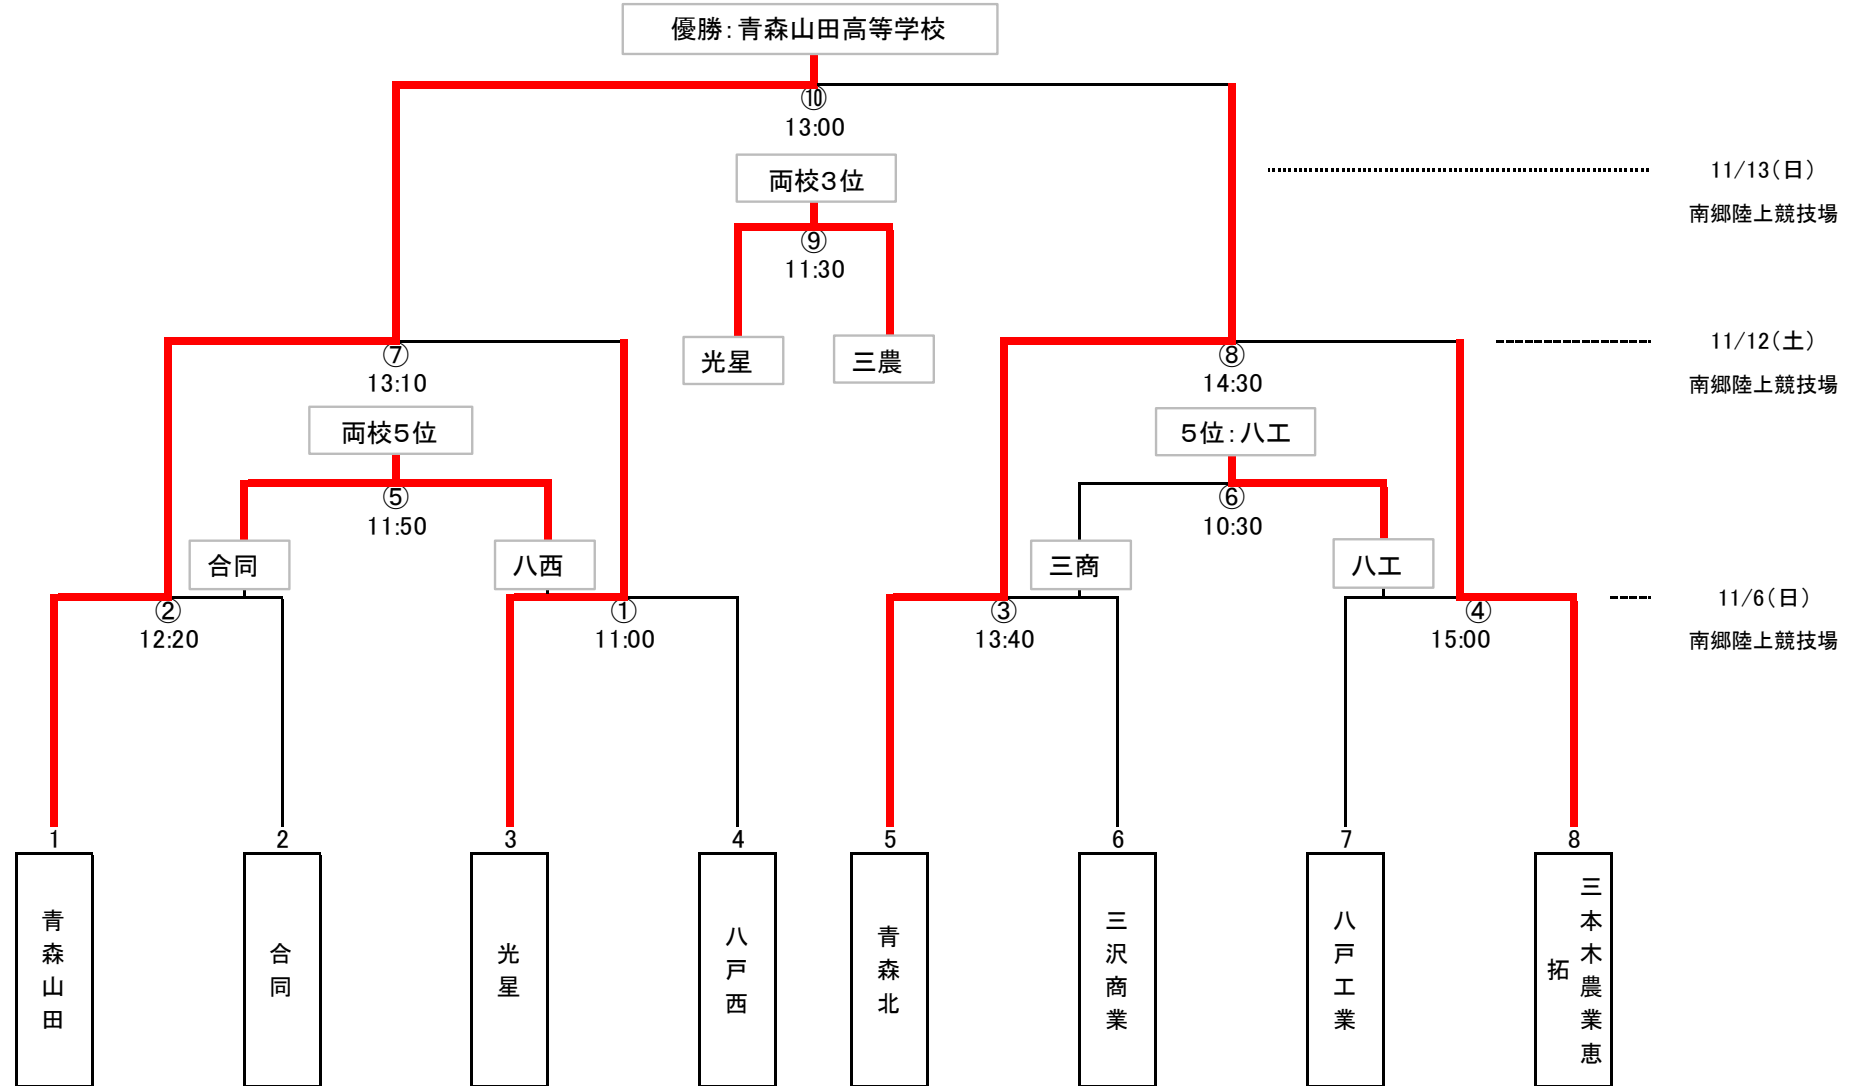 優勝：青森山田高等学校
⑩
13:00
両校３位
11/13（日）
南郷陸上競技場
⑨
11:30
光星
三農
⑦
13:10
⑧
14:30
11/12（土）
南郷陸上競技場
両校５位
５位：八工
⑤
11:50
⑥
10:30
合同
八西
三商
八工
②
12:20
①
11:00
③
13:40
④
15:00
11/6（日）
南郷陸上競技場
1
2
3
4
5
6
7
8
青森山田
合同
光星
八戸西
青森北
三沢商業
八戸工業
三本木農業恵
拓